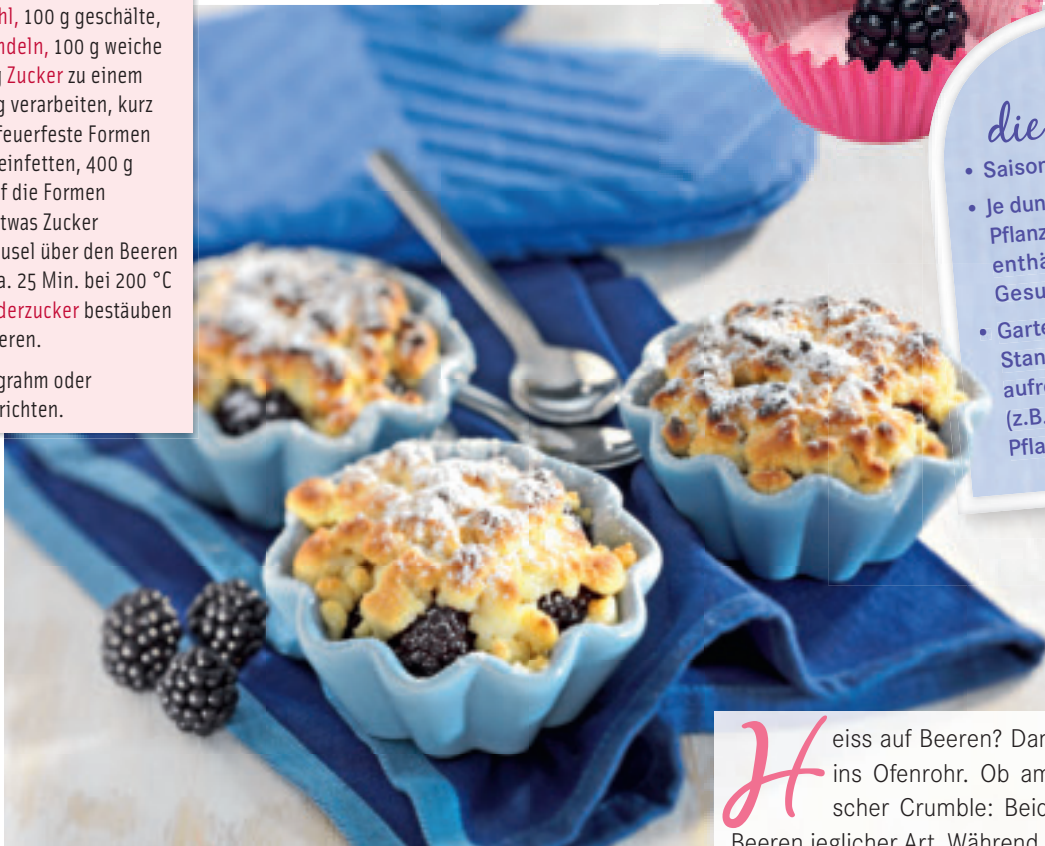 hl, 100 g geschälte,
ndeln, 100 g weiche
Zucker zu einem
g verarbeiten, kurz
feuerfeste Formen
einfetten, 400 g
f die Formen
twas Zucker
usel über den Beeren
a. 25 Min. bei 200 °C
derzucker bestäuben
eren.
grahm oder
richten.
die
• Saison
• Je dun
Pflanz
enthä
Gesu
• Garte
Stan
aufre
(z.B.
Pfla
Heiss auf Beeren? Dan
ins Ofenrohr. Ob am
scher Crumble: Beid
Beeren jeglicher Art. Während